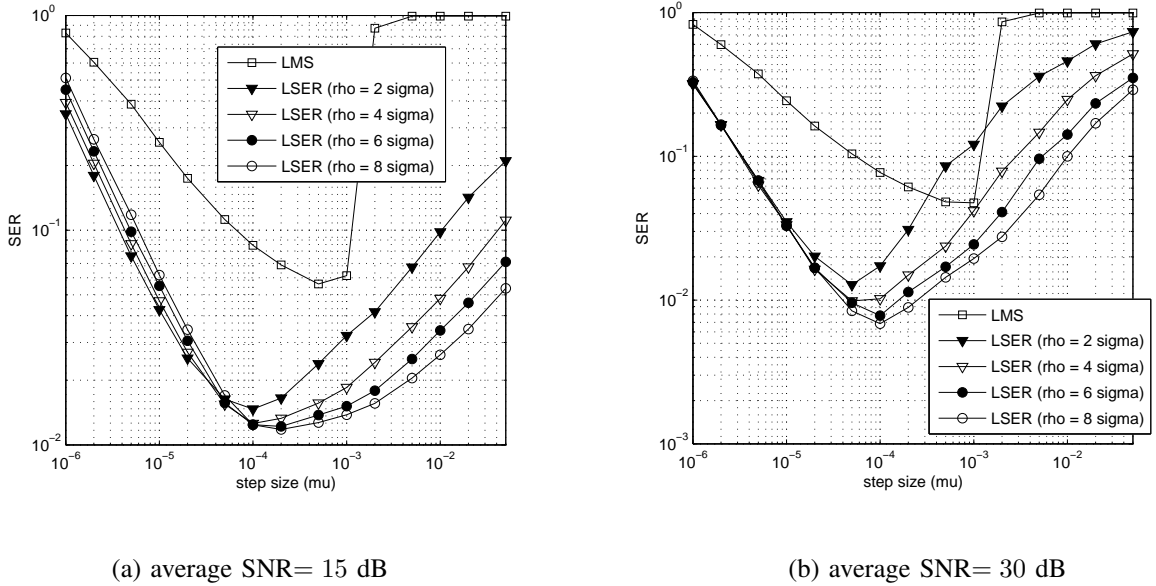 10⁰
10⁻¹
10⁻²
SER
10⁻⁶ 10⁻⁵ 10⁻⁴ 10⁻³ 10⁻²
step size (mu)
LMS
LSER (rho = 2 sigma)
LSER (rho = 4 sigma)
LSER (rho = 6 sigma)
LSER (rho = 8 sigma)
(a) average SNR= 15 dB
10⁰
10⁻¹
10⁻²
10⁻³
SER
10⁻⁶ 10⁻⁵ 10⁻⁴ 10⁻³ 10⁻²
step size (mu)
LMS
LSER (rho = 2 sigma)
LSER (rho = 4 sigma)
LSER (rho = 6 sigma)
LSER (rho = 8 sigma)
(b) average SNR= 30 dB